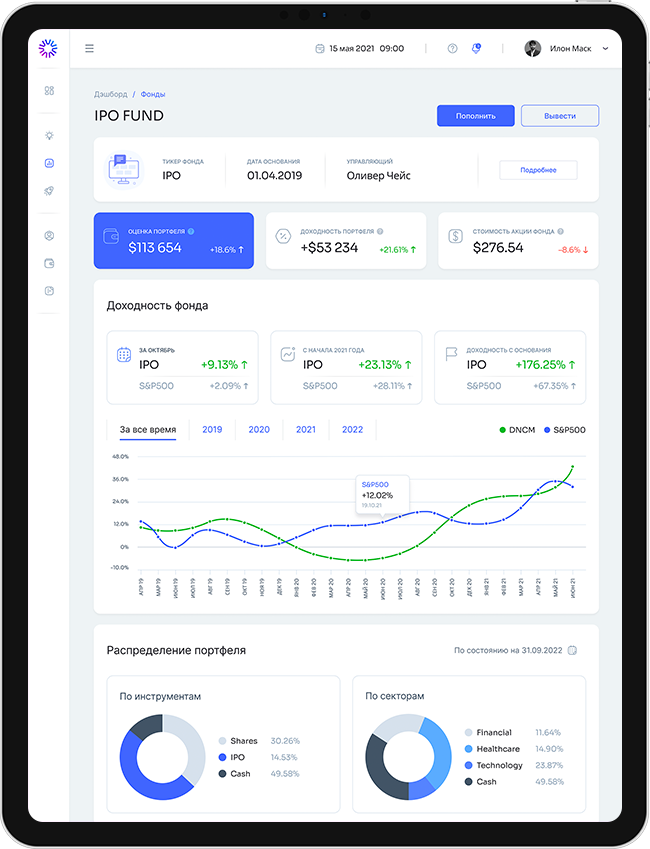 15 мая 2021 09:00
Илон Маск
Дэшборд / Фонды
IPO FUND
Пополнить
Вывести
ТИКЕР ФОНДА
IPO
ДАТА ОСНОВАНИЯ
01.04.2019
УПРАВЛЯЮЩИЙ
Оливер Чейс
Подробнее
ОЦЕНКА ПОРТФЕЛЯ
$113 654
+18.6% ↑
ДОХОДНОСТЬ ПОРТФЕЛЯ
+$53 234
+21.61% ↑
СТОИМОСТЬ АКЦИИ ФОНДА
$276.54
-8.6% ↓
Доходность фонда
ЗА ОКТЯБРЬ
IPO +9.13% ↑
S&P500 +2.09% ↑
С НАЧАЛА 2021 ГОДА
IPO +23.13% ↑
S&P500 +28.11% ↑
ДОХОДНОСТЬ С ОСНОВАНИЯ
IPO +176.25% ↑
S&P500 +67.35% ↑
За все время 2019 2020 2021 2022
DNCM S&P500
48.0%
36.0%
24.0%
12.0%
0%
-10.0%
S&P500
+12.02%
19.10.21
АПР 19
МАР 19
ИЮН 19
ИЮЛ 19
АВГ 19
СЕН 19
ОКТ 19
НОЯ 19
ДЕК 19
ЯНВ 20
ФЕВ 20
МАР 20
АПР 20
МАЙ 20
ИЮН 20
ИЮЛ 20
АВГ 20
СЕН 20
ОКТ 20
ДЕК 20
ЯНВ 21
ФЕВ 21
МАР 21
АПР 21
МАЙ 21
ИЮН 21
Распределение портфеля
По состоянию на 31.09.2022
По инструментам
Shares 30.26%
IPO 14.53%
Cash 49.58%
По секторам
Financial 11.64%
Healthcare 14.90%
Technology 23.87%
Cash 49.58%